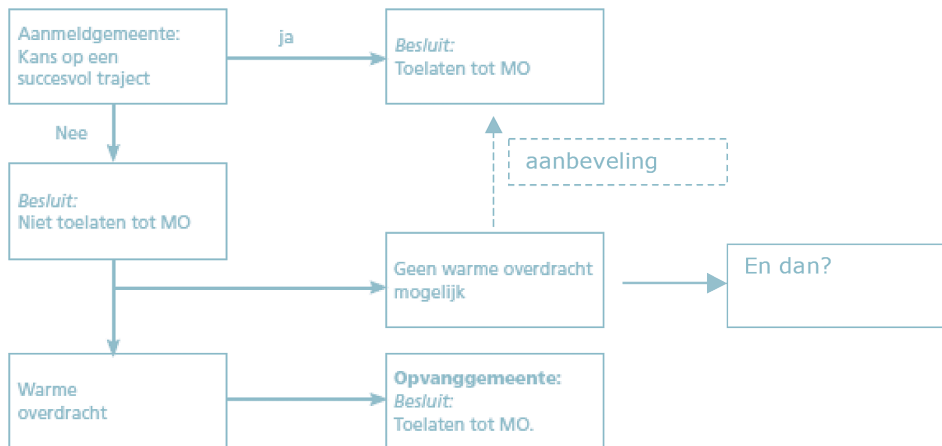 Aanmeldgemeente:
Kans op een
succesvol traject
ja
Besluit:
Toelaten tot MO
Nee
aanbeveling
Besluit:
Niet toelaten tot MO
Geen warme overdracht
mogelijk
En dan?
Warme
overdracht
Opvanggemeente:
Besluit:
Toelaten tot MO.